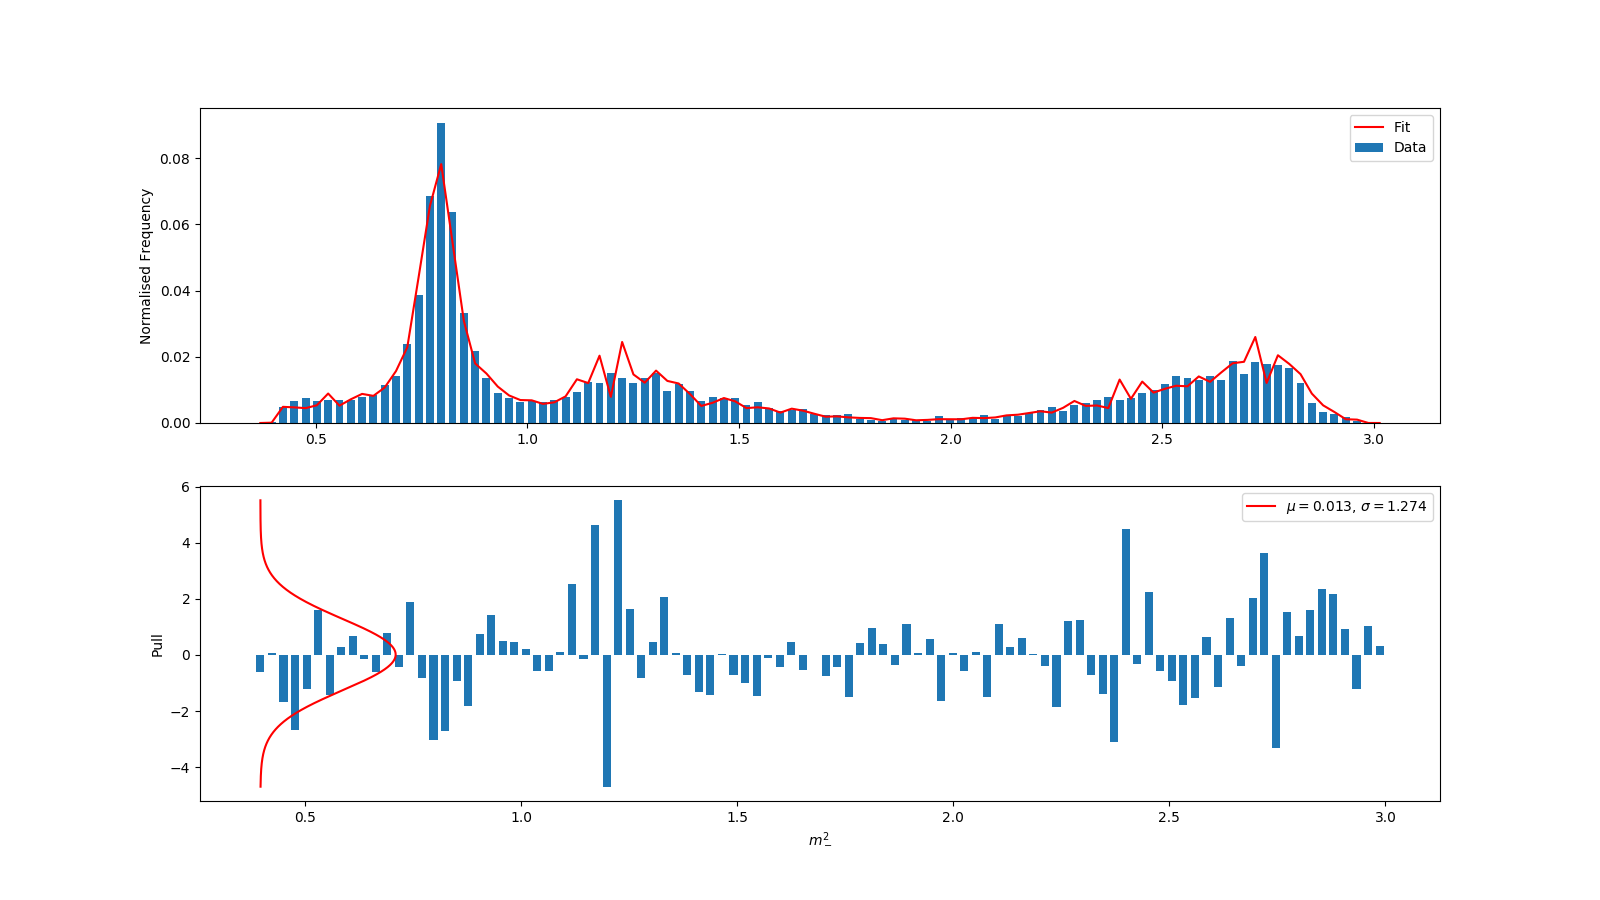 Normalised Frequency
0.08
0.06
0.04
0.02
0.00
0.5 1.0 1.5 2.0 2.5 3.0
Fit
Data
Pull
6
4
2
0
−2
−4
0.5 1.0 1.5 2.0 2.5 3.0
μ = 0.013, σ = 1.274
m²₋